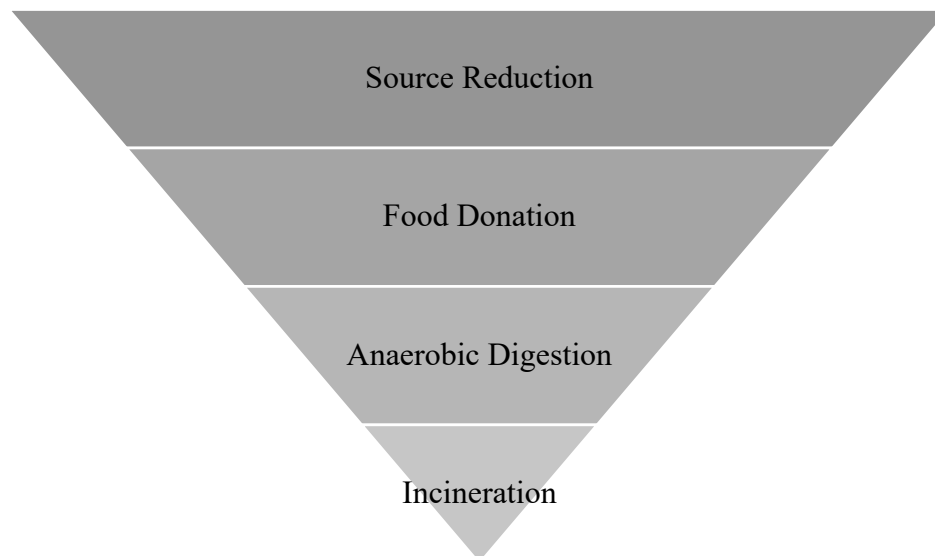 Source Reduction
Food Donation
Anaerobic Digestion
Incineration